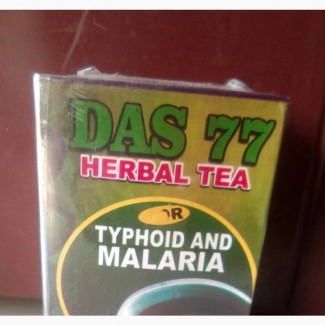 DAS 77
HERBAL TEA
TYPHOID AND
MALARIA